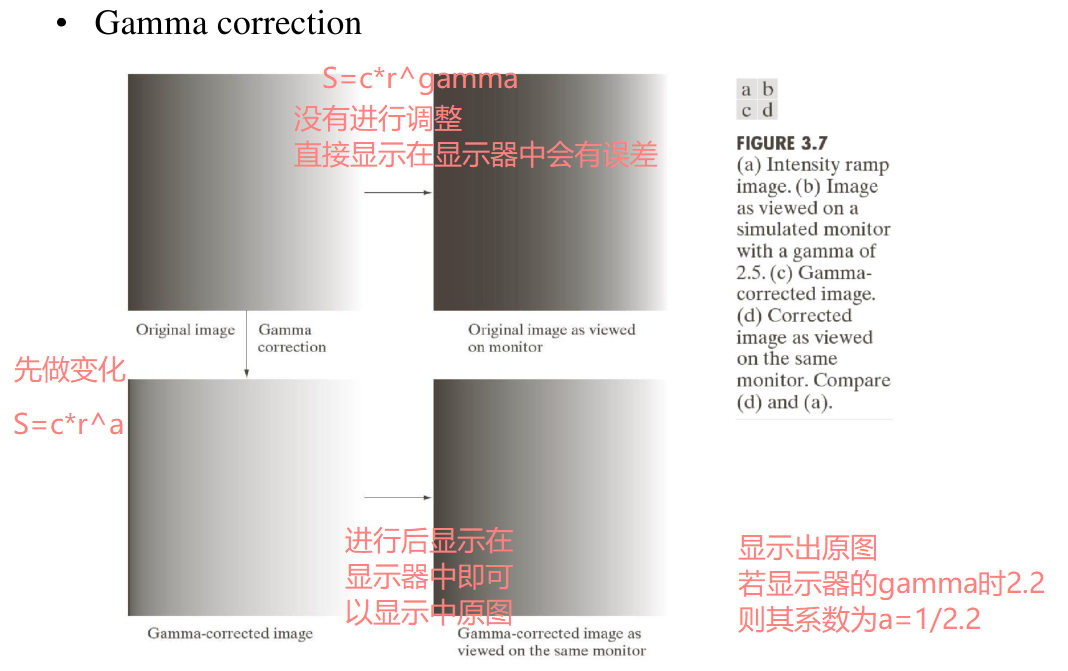 • Gamma correction
S=c*r^gamma
没有进行调整
直接显示在显示器中会有误差
a b
c d
FIGURE 3.7
(a) Intensity ramp
image. (b) Image
as viewed on a
simulated monitor
with a gamma of
2.5. (c) Gamma-
corrected image.
(d) Corrected
image as viewed
on the same
monitor. Compare
(d) and (a).
Original image
Gamma
correction
Original image as viewed
on monitor
先做变化
S=c*r^a
进行后显示在
显示器中即可
以显示中原图
显示出原图
若显示器的gamma时2.2
则其系数为a=1/2.2
Gamma-corrected image
Gamma-corrected image as
viewed on the same monitor